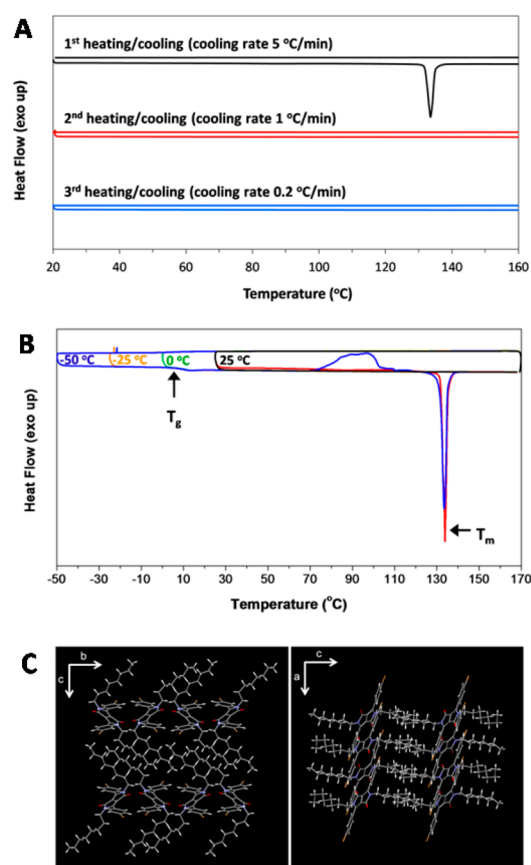 A
1st heating/cooling (cooling rate 5 °C/min)
2nd heating/cooling (cooling rate 1 °C/min)
3rd heating/cooling (cooling rate 0.2 °C/min)
Heat Flow (exo up)
20 40 60 80 100 120 140 160
Temperature (°C)
B
-50 °C -25 °C 0 °C 25 °C
Tg
Tm
Heat Flow (exo up)
-50 -30 -10 10 30 50 70 90 110 130 150 170
Temperature (°C)
C
b
c
c
a